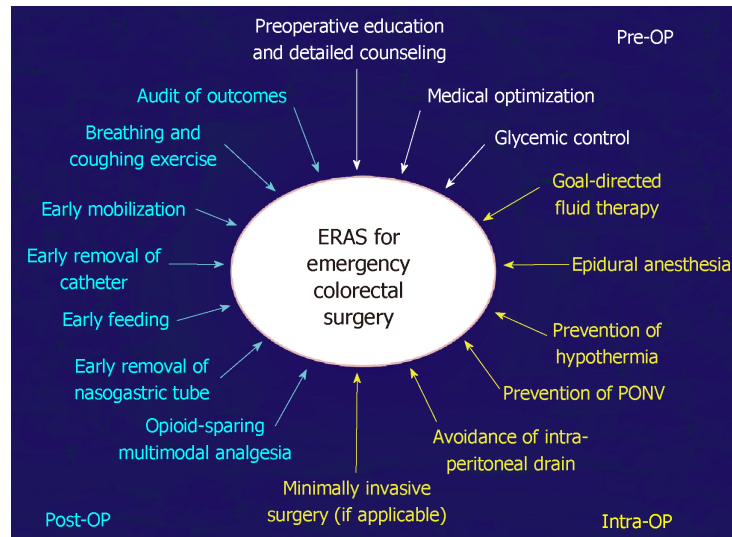 Preoperative education
and detailed counseling
Pre-OP
Audit of outcomes
Medical optimization
Breathing and
coughing exercise
Glycemic control
Goal-directed
fluid therapy
Early mobilization
ERAS for
emergency
colorectal
surgery
Early removal of
catheter
Epidural anesthesia
Early feeding
Prevention of
hypothermia
Early removal of
nasogastric tube
Prevention of PONV
Opioid-sparing
multimodal analgesia
Avoidance of intra-
peritoneal drain
Minimally invasive
surgery (if applicable)
Post-OP
Intra-OP